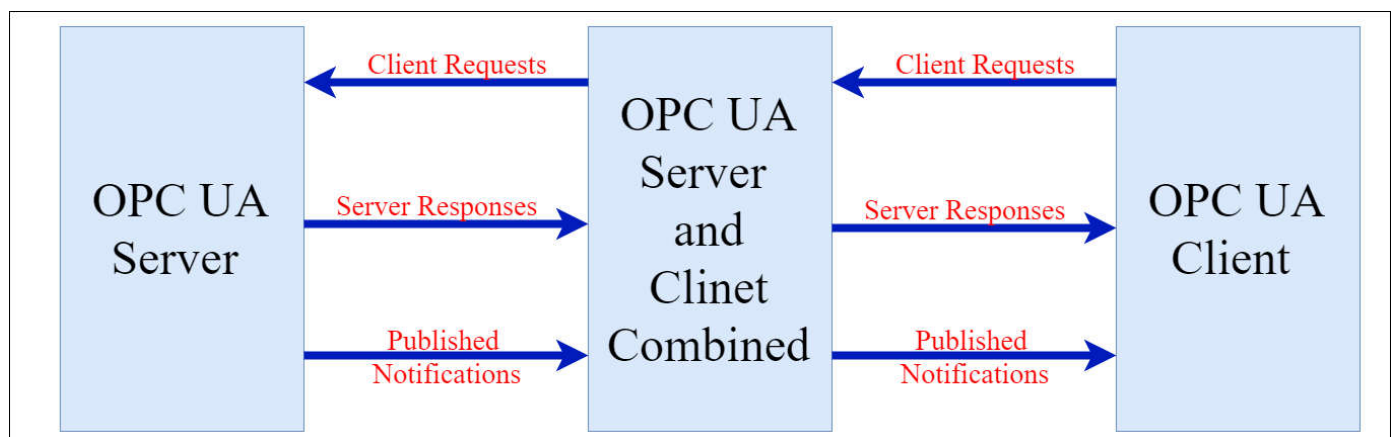 OPC UA
Server
Client Requests
Server Responses
Published
Notifications
OPC UA
Server
and
Clinet
Combined
Client Requests
Server Responses
Published
Notifications
OPC UA
Client